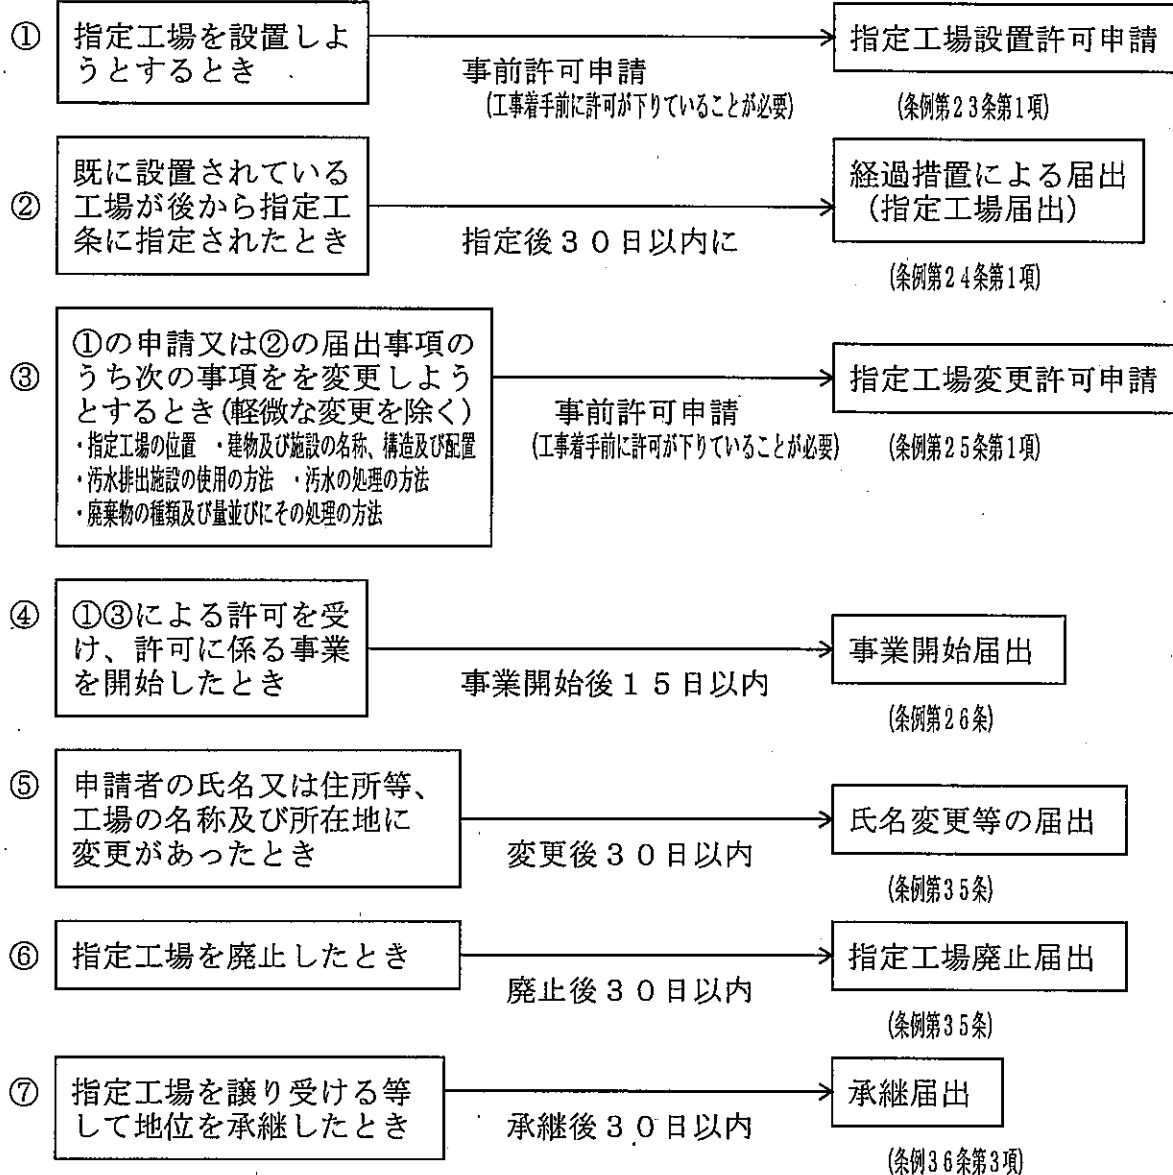 ① 指定工場を設置しよ
うとするとき
事前許可申請
(工事着手前に許可が下りていることが必要)
指定工場設置許可申請
(条例第23条第1項)
② 既に設置されている
工場が後から指定工
条に指定されたとき
指定後30日以内に
経過措置による届出
(指定工場届出)
(条例第24条第1項)
③ ①の申請又は②の届出事項の
うち次の事項をを変更しよう
とするとき(軽微な変更を除く)
・指定工場の位置 ・建物及び施設の名称、構造及び配置
・汚水排出施設の使用の方法 ・汚水の処理の方法
・廃棄物の種類及び量並びにその処理の方法
事前許可申請
(工事着手前に許可が下りていることが必要)
指定工場変更許可申請
(条例第25条第1項)
④ ①③による許可を受
け、許可に係る事業
を開始したとき
事業開始後15日以内
事業開始届出
(条例第26条)
⑤ 申請者の氏名又は住所等、
工場の名称及び所在地に
変更があったとき
変更後30日以内
氏名変更等の届出
(条例第35条)
⑥ 指定工場を廃止したとき
廃止後30日以内
指定工場廃止届出
(条例第35条)
⑦ 指定工場を譲り受ける等
して地位を承継したとき
承継後30日以内
承継届出
(条例36条第3項)